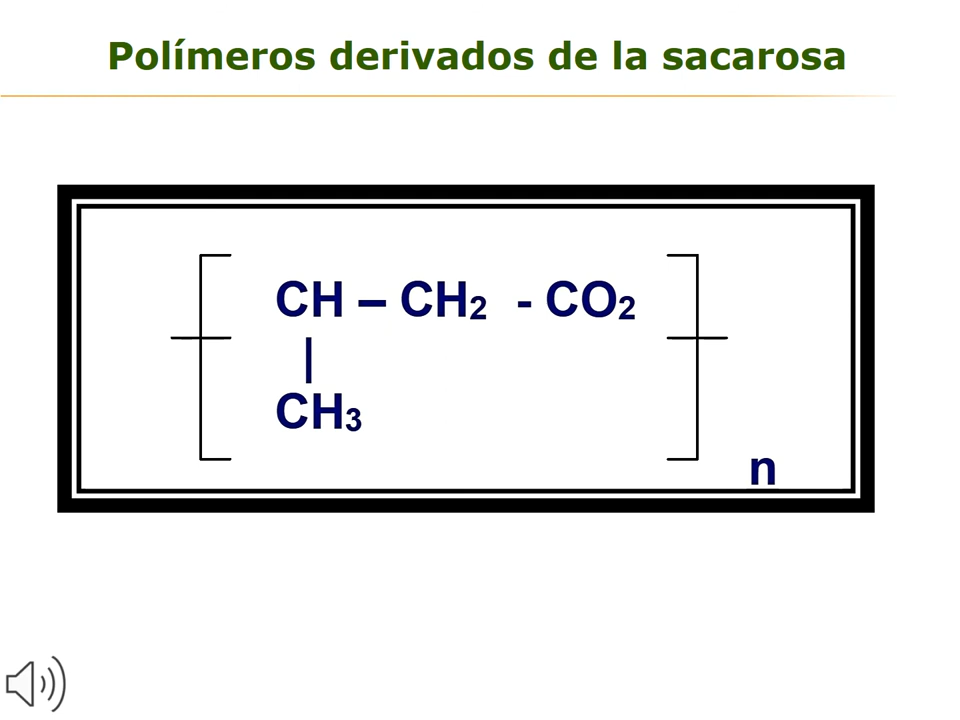 Polímeros derivados de la sacarosa
CH – CH₂ - CO₂
|
CH₃
n